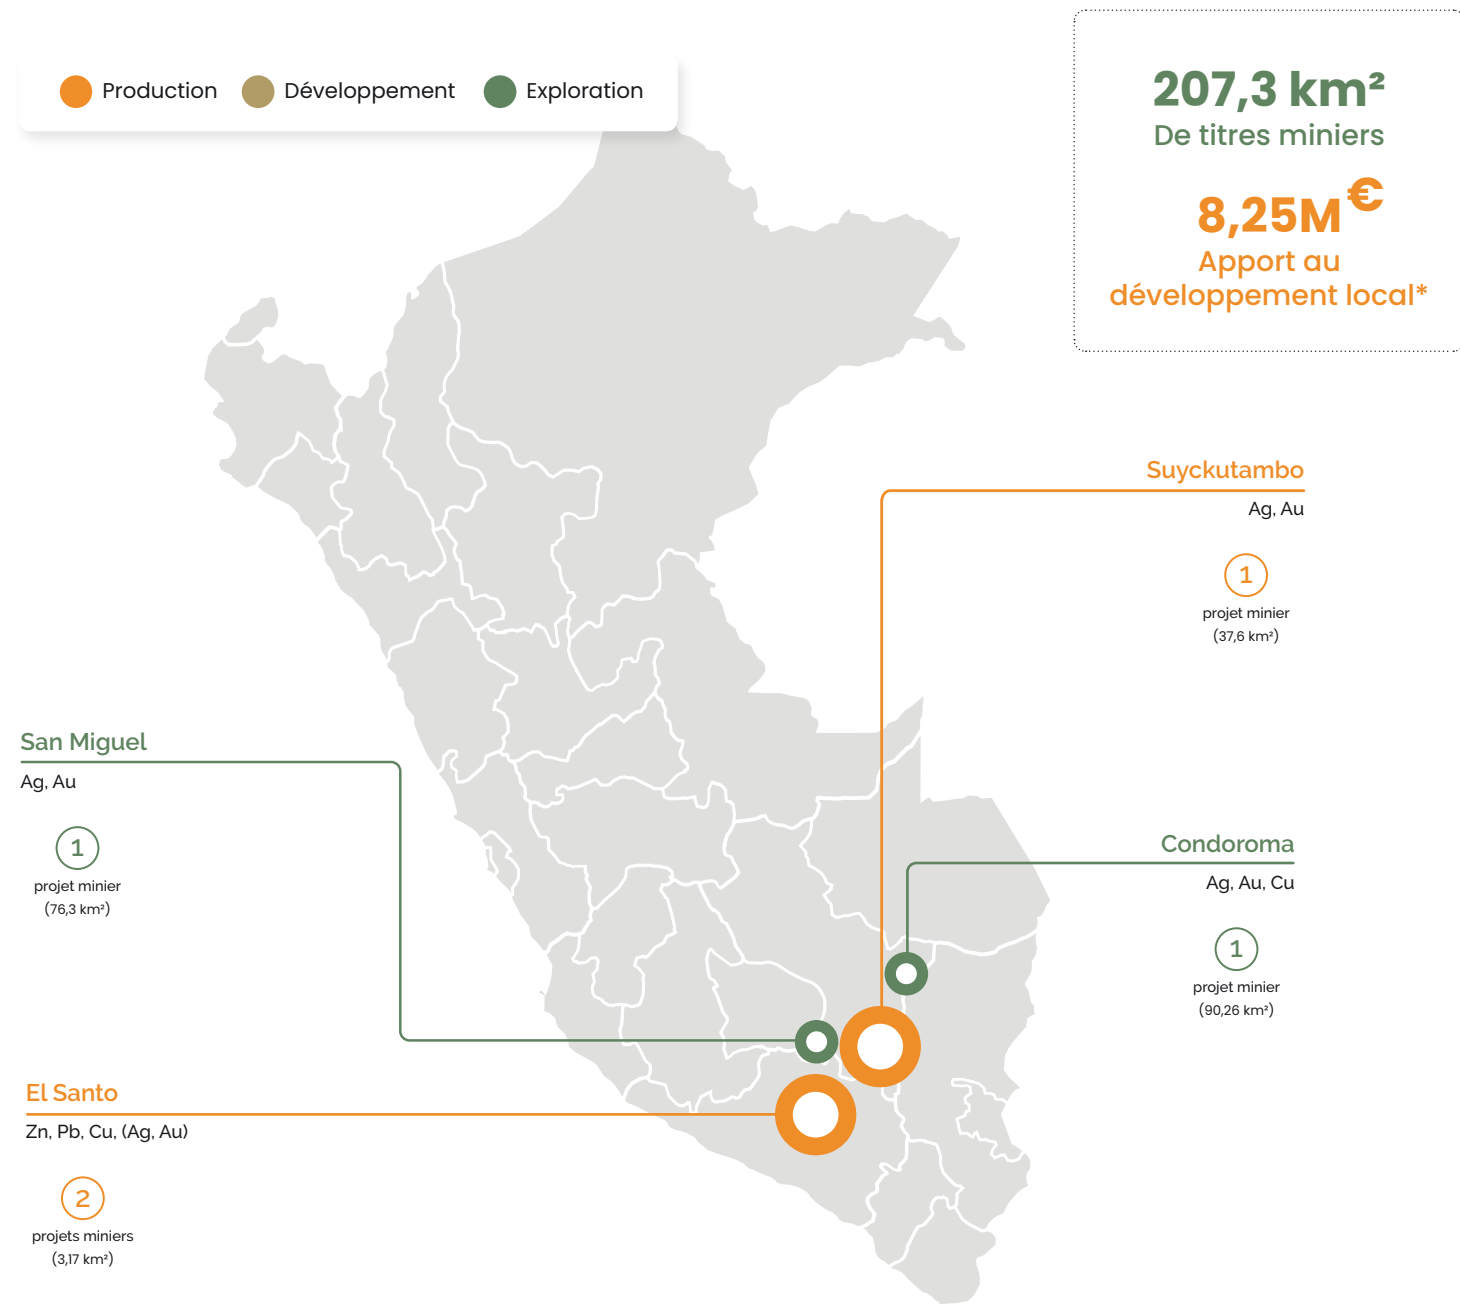 Production
Développement
Exploration
207,3 km²
De titres miniers
8,25M€
Apport au
développement local*
Suyckutambo
Ag, Au
1
projet minier
(37,6 km²)
San Miguel
Ag, Au
1
projet minier
(76,3 km²)
Condoroma
Ag, Au, Cu
1
projet minier
(90,26 km²)
El Santo
Zn, Pb, Cu, (Ag, Au)
2
projets miniers
(3,17 km²)